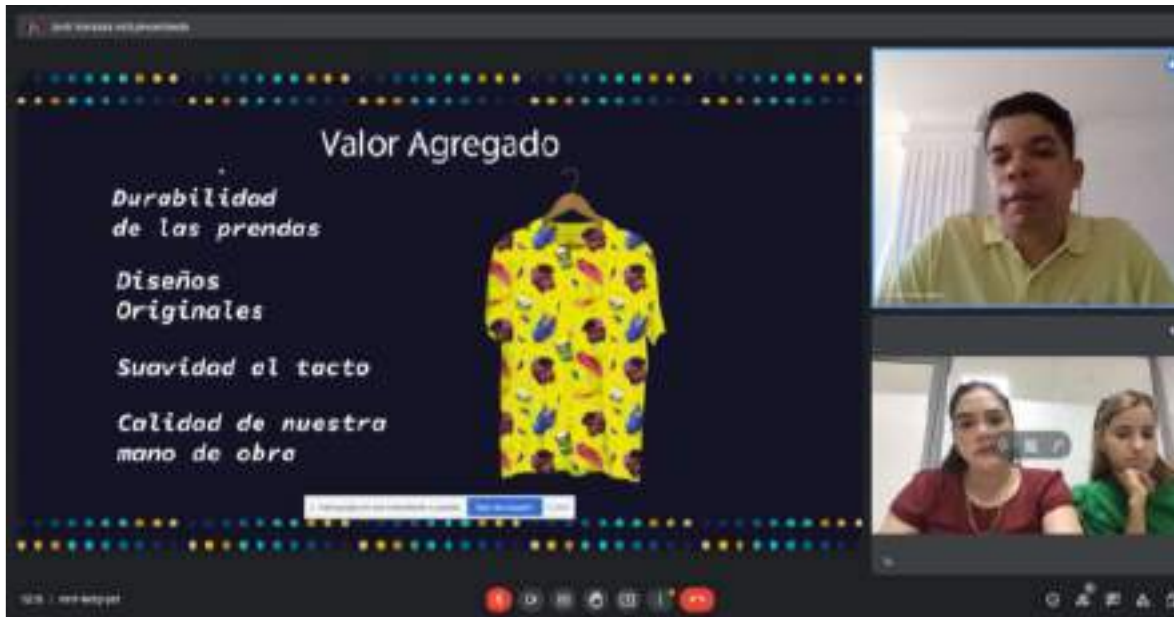 Valor Agregado
Durabilidad
de las prendas
Diseños
Originales
Suavidad al tacto
Calidad de nuestra
mano de obra